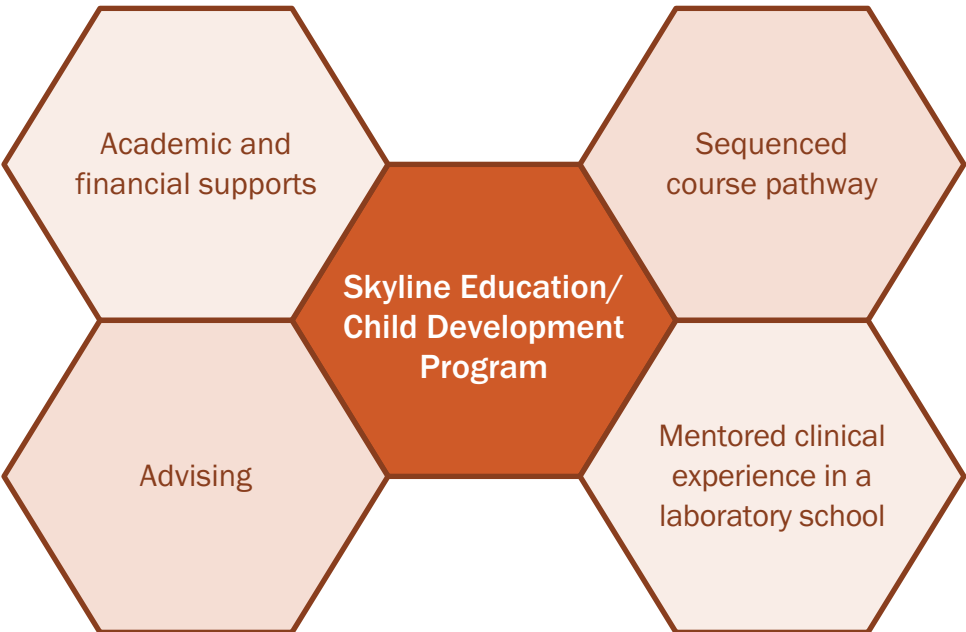 Academic and
financial supports
Sequenced
course pathway
Skyline Education/
Child Development
Program
Advising
Mentored clinical
experience in a
laboratory school